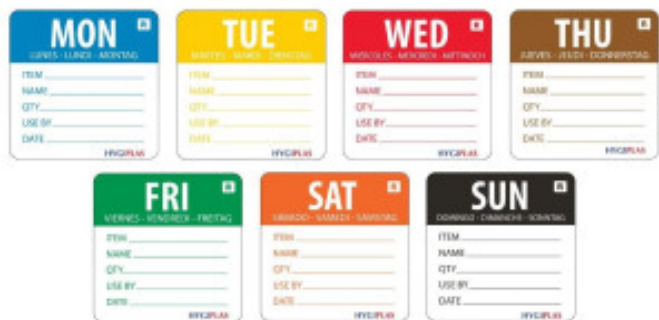 MON
LUNES - LUNDI - MONTAG
ITEM
NAME
QTY
USE BY
DATE
HYGIPLAS
TUE
MARTES - MARDI - DIENSTAG
ITEM
NAME
QTY
USE BY
DATE
HYGIPLAS
WED
MIERCOLES - MERCREDI - MITTWOCH
ITEM
NAME
QTY
USE BY
DATE
HYGIPLAS
THU
JUEVES - JEUDI - DONNERSTAG
ITEM
NAME
QTY
USE BY
DATE
HYGIPLAS
FRI
VIERNES - VENDREDI - FREITAG
ITEM
NAME
QTY
USE BY
DATE
HYGIPLAS
SAT
SABADO - SAMEDI - SAMSTAG
ITEM
NAME
QTY
USE BY
DATE
HYGIPLAS
SUN
DOMINGO - DIMANCHE - SONNTAG
ITEM
NAME
QTY
USE BY
DATE
HYGIPLAS